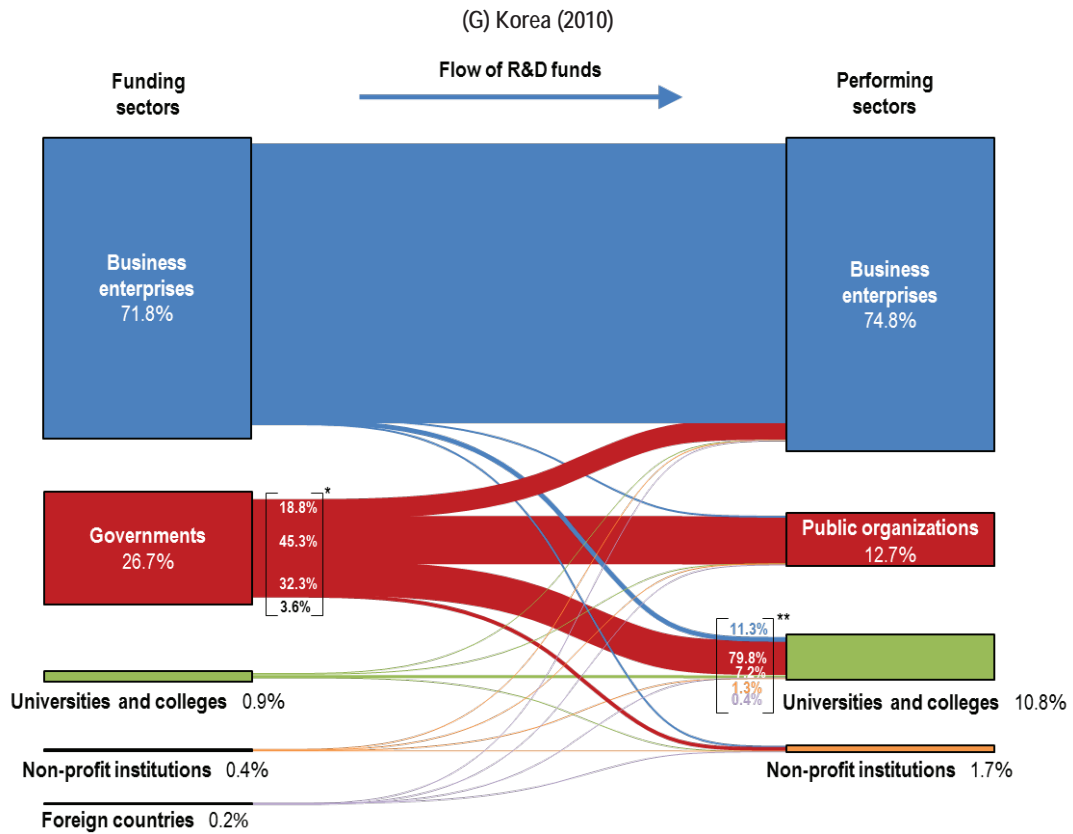 (G) Korea (2010)
Flow of R&D funds
Funding
sectors
Performing
sectors
Business
enterprises
71.8%
Business
enterprises
74.8%
Governments
26.7%
*
18.8%
45.3%
32.3%
3.6%
Public organizations
12.7%
**
11.3%
79.8%
7.2%
1.3%
0.4%
Universities and colleges 0.9%
Universities and colleges 10.8%
Non-profit institutions 0.4%
Non-profit institutions 1.7%
Foreign countries 0.2%